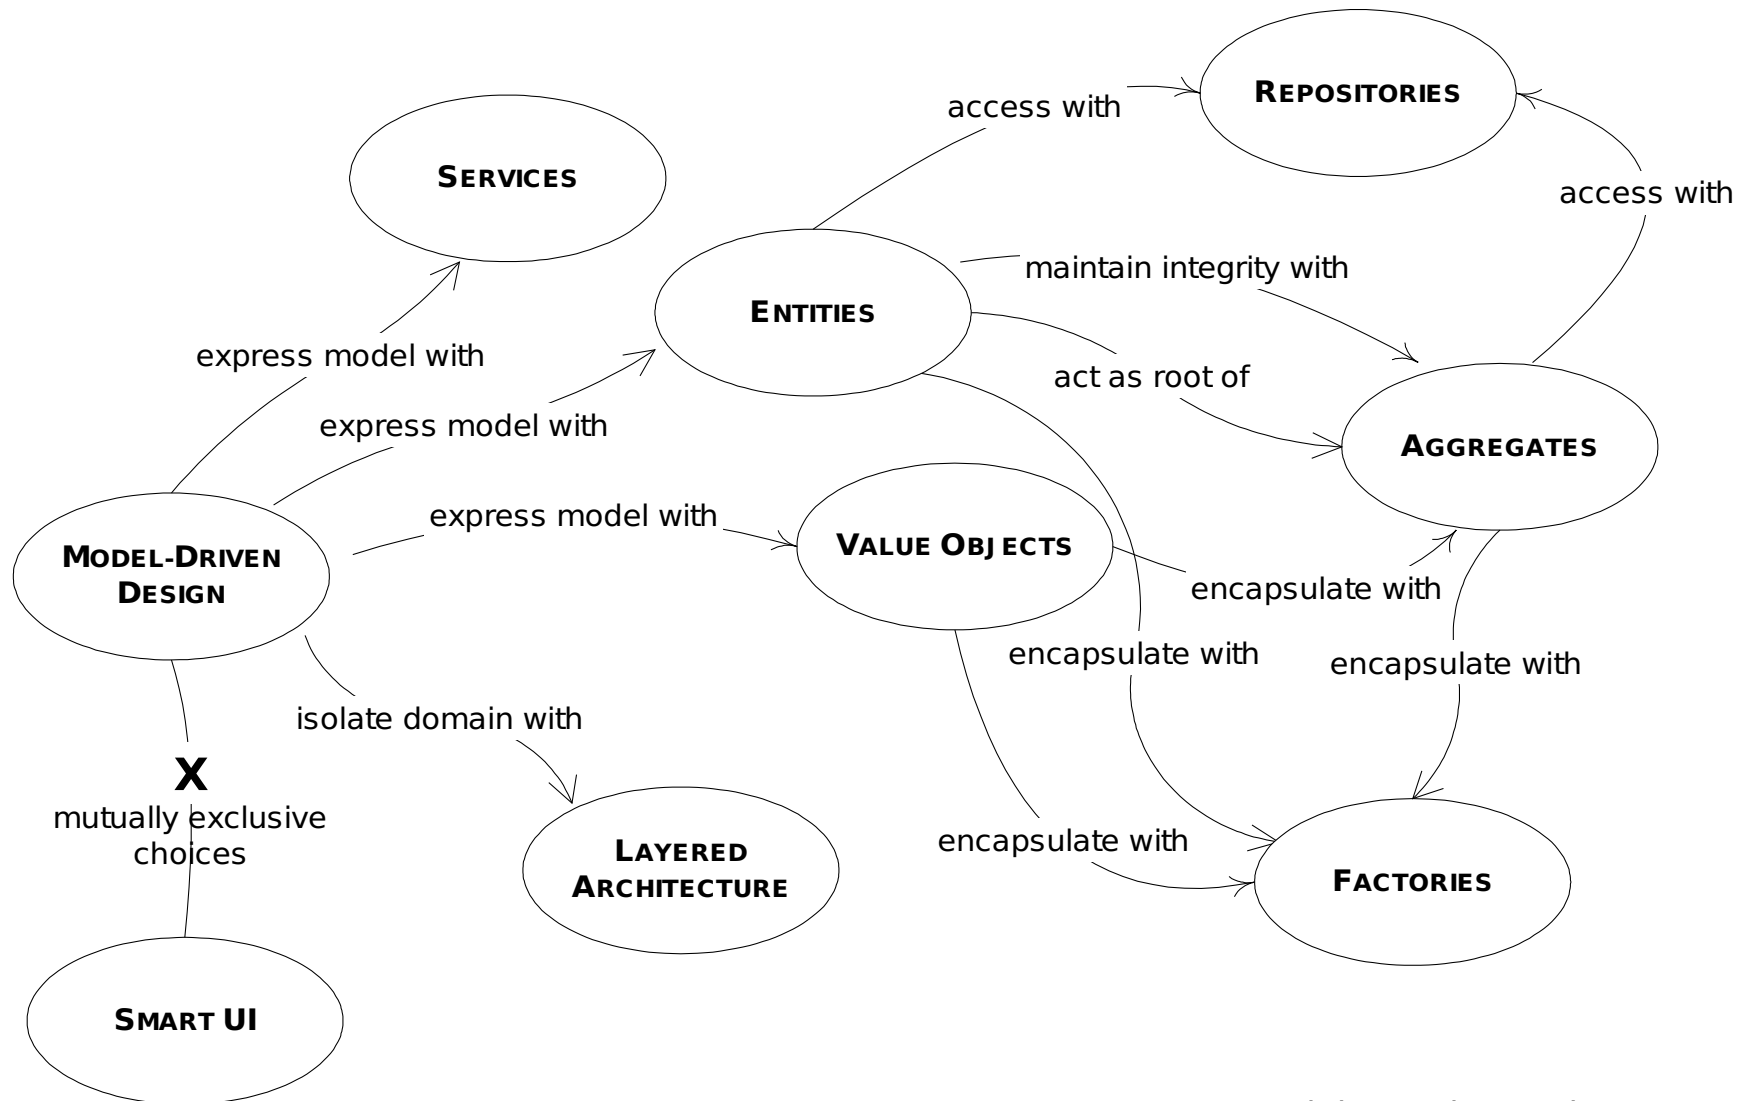 REPOSITORIES
access with
SERVICES
access with
maintain integrity with
ENTITIES
express model with
act as root of
express model with
AGGREGATES
express model with
VALUE OBJECTS
MODEL-DRIVEN
DESIGN
encapsulate with
encapsulate with
encapsulate with
isolate domain with
X
mutually exclusive
choices
encapsulate with
LAYERED
ARCHITECTURE
FACTORIES
SMART UI